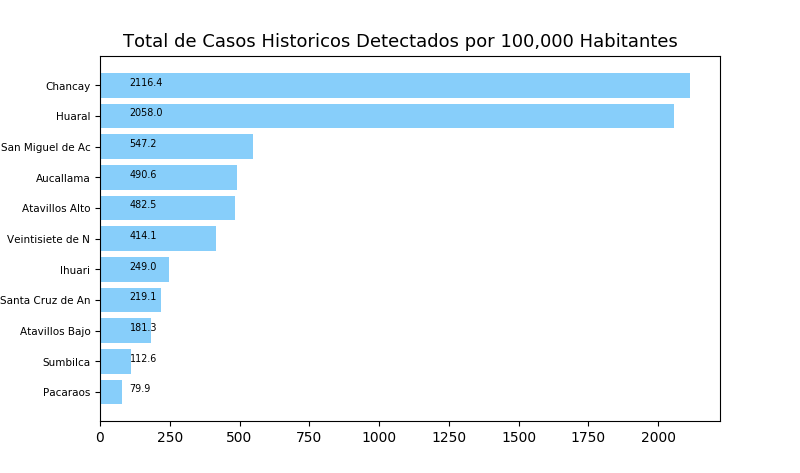 Total de Casos Historicos Detectados por 100,000 Habitantes
Chancay 2116.4
Huaral 2058.0
San Miguel de Ac 547.2
Aucallama 490.6
Atavillos Alto 482.5
Veintisiete de N 414.1
Ihuari 249.0
Santa Cruz de An 219.1
Atavillos Bajo 181.3
Sumbilca 112.6
Pacaraos 79.9
0 250 500 750 1000 1250 1500 1750 2000